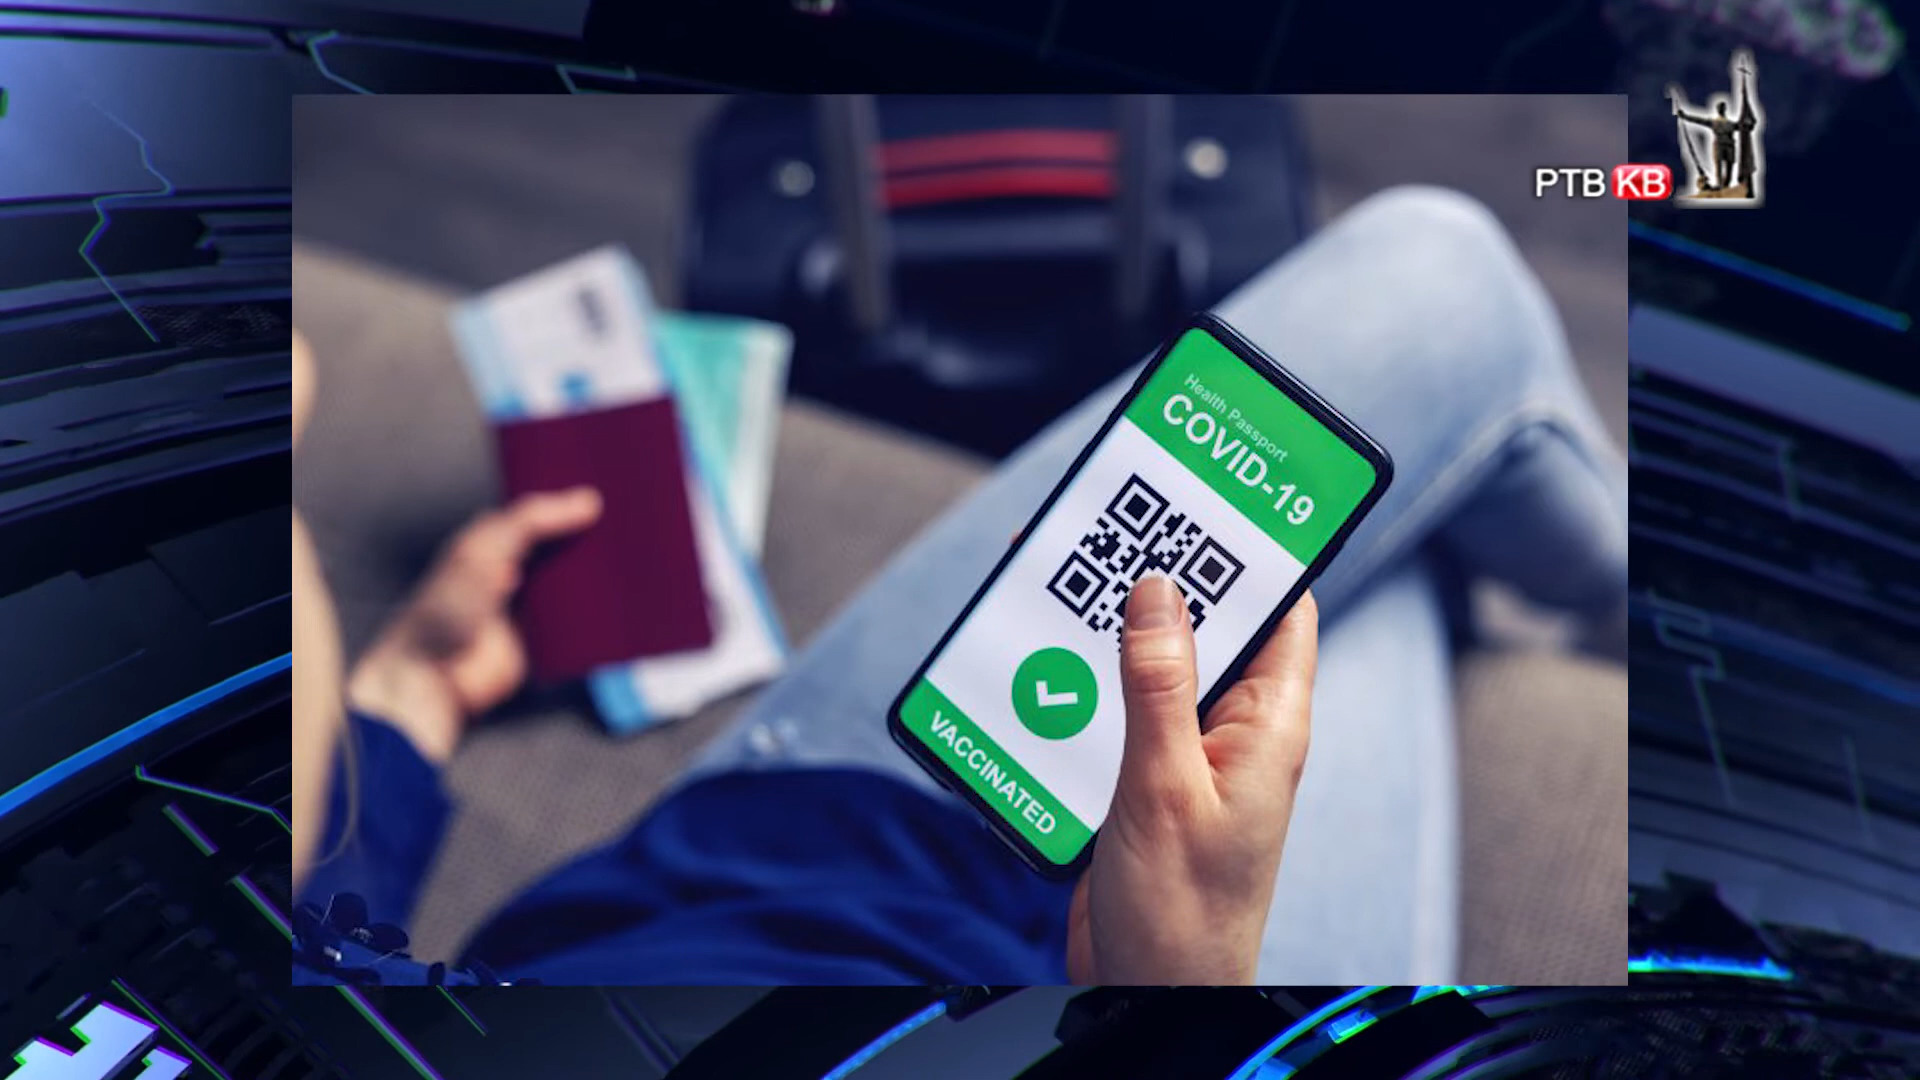 РТВ КВ
Health Passport
COVID-19
VACCINATED